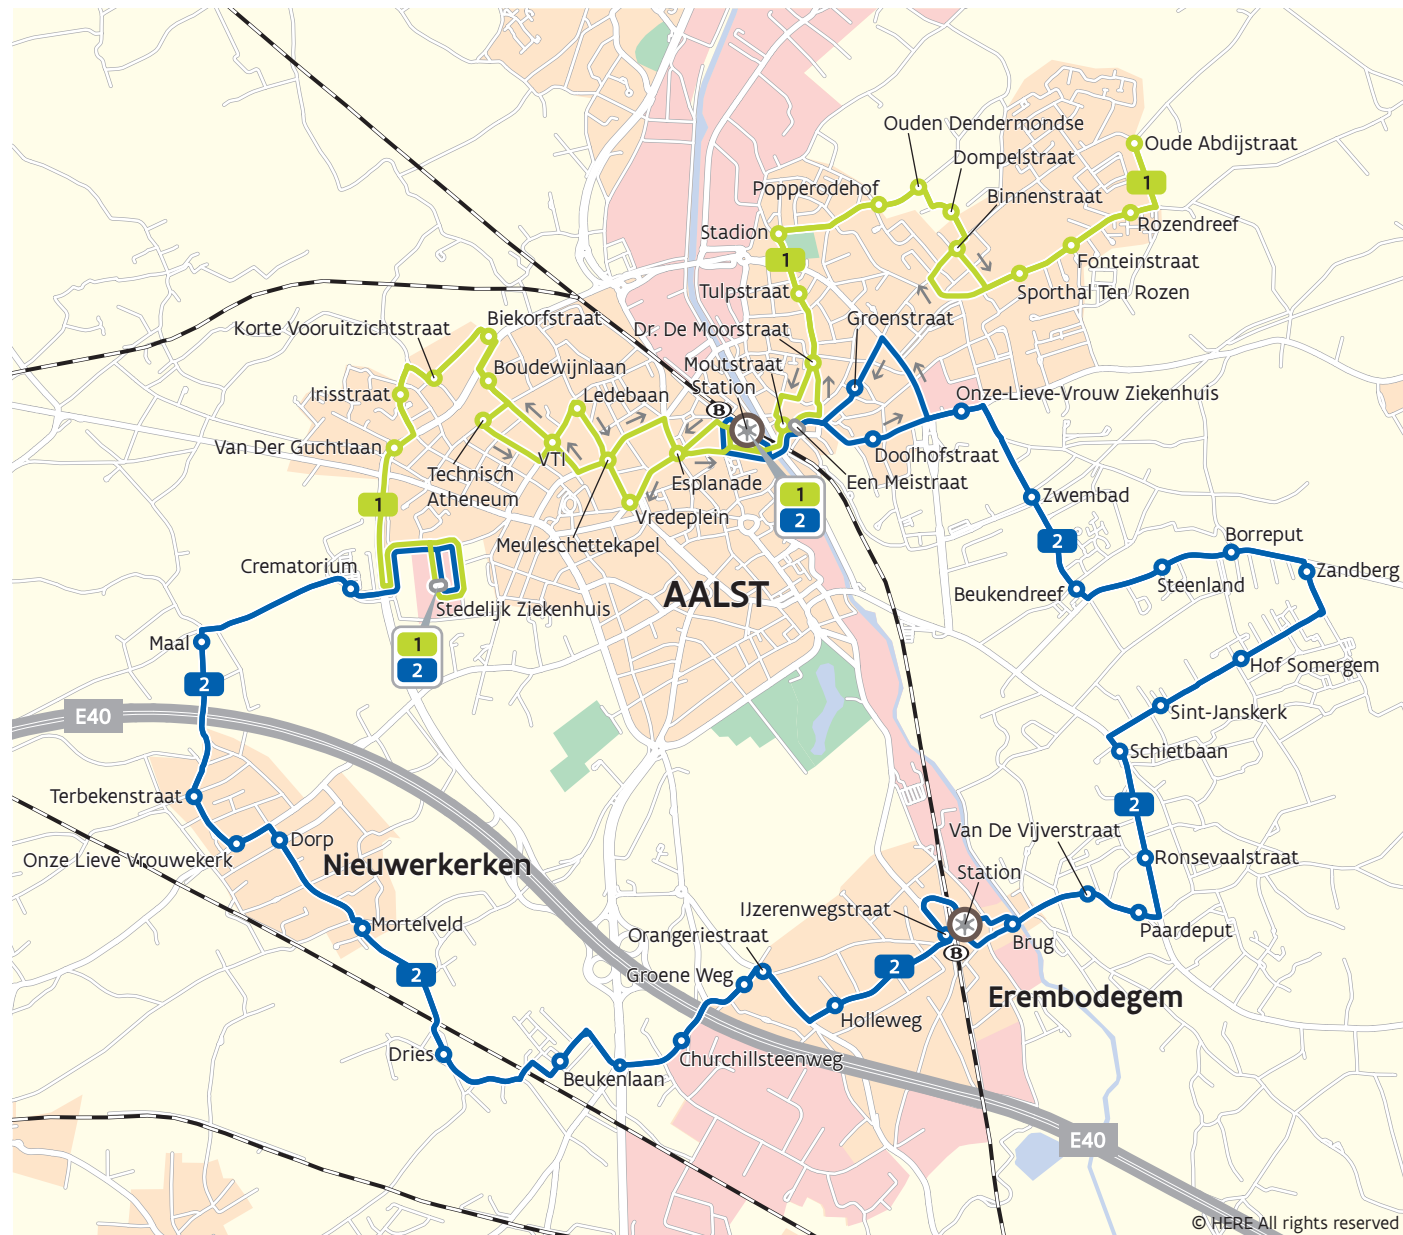 Ouden Dendermondse
Oude Abdijstraat
Dompelstraat
1
Popperodehof
Binnenstraat
Rozendreef
Stadion
1
Fonteinstraat
Tulpstraat
Sporthal Ten Rozen
Biekorfstraat
Korte Vooruitzichtstraat
Dr. De Moorstraat
Groenstraat
Boudewijnlaan
Moutstraat
Station
Irisstraat
Ledebaan
Onze-Lieve-Vrouw Ziekenhuis
B
Van Der Guchtlaan
VTI
Doolhofstraat
Technisch
Atheneum
Esplanade
Een Meistraat
1
1
2
Zwembad
Vredeplein
Meuleschettekapel
2
Borreput
Crematorium
Zandberg
Steenland
Beukendreef
AALST
Stedelijk Ziekenhuis
Maal
1
2
Hof Somergem
2
E40
Sint-Janskerk
Schietbaan
Terbekenstraat
2
Van De Vijverstraat
Dorp
Onze Lieve Vrouwekerk
Nieuwerkerken
Ronsevaalstraat
Station
IJzerenwegstraat
Mortelveld
Paardeput
Orangeriestraat
Brug
B
2
Groene Weg
2
Erembodegem
Holleweg
Dries
Churchillsteenweg
Beukenlaan
E40
© HERE All rights reserved